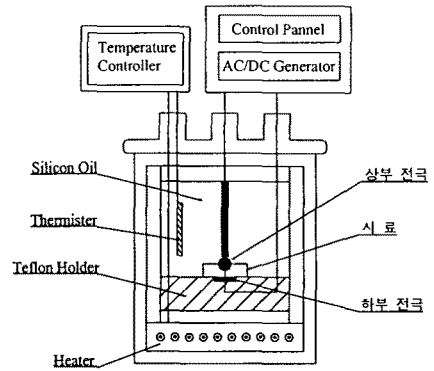 Temperature
Controller
Control Pannel
AC/DC Generator
Silicon Oil
Thermister
Teflon Holder
Heater
상부 전극
시 료
하부 전극